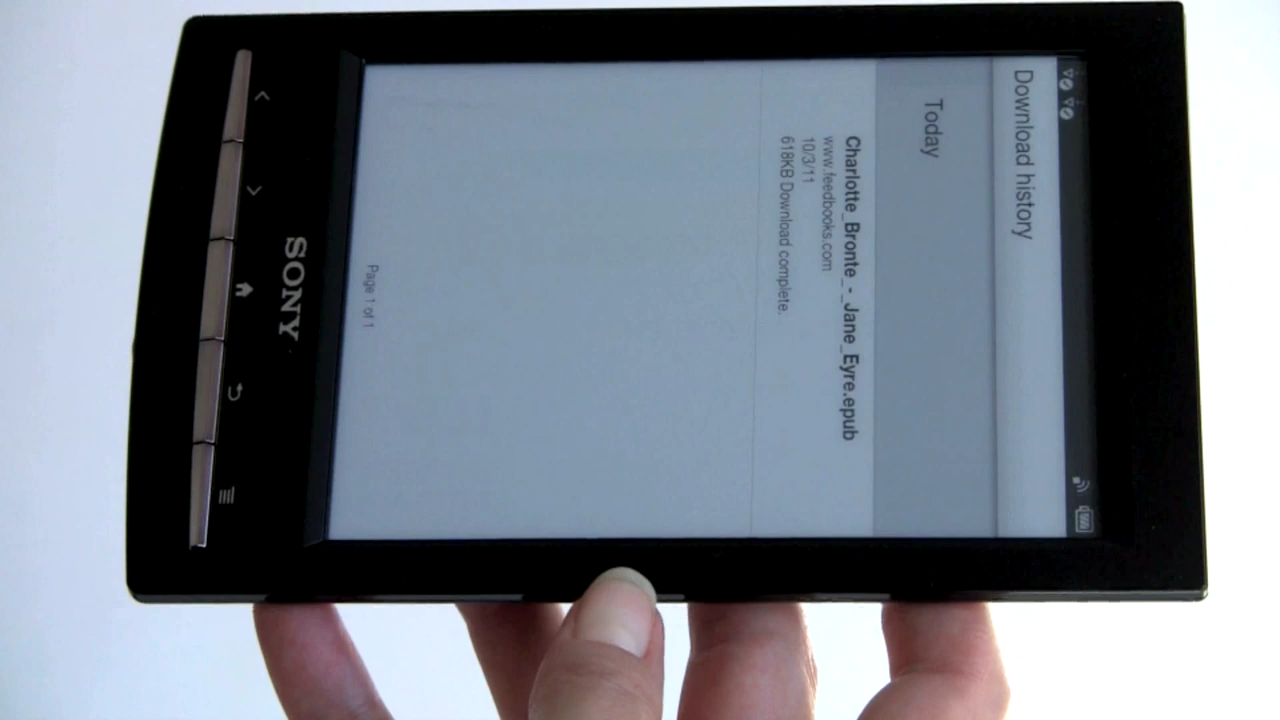 Download history
Today
Charlotte_Bronte_-_Jane_Eyre.epub
www.feedbooks.com
10/3/11
618KB Download complete.
Page 1 of 1
SONY